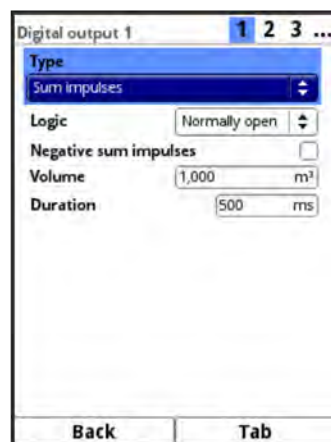 Digital output 1 1 2 3 ...
Type
Sum impulses
Logic Normally open
Negative sum impulses
Volume 1,000 m³
Duration 500 ms
Back Tab